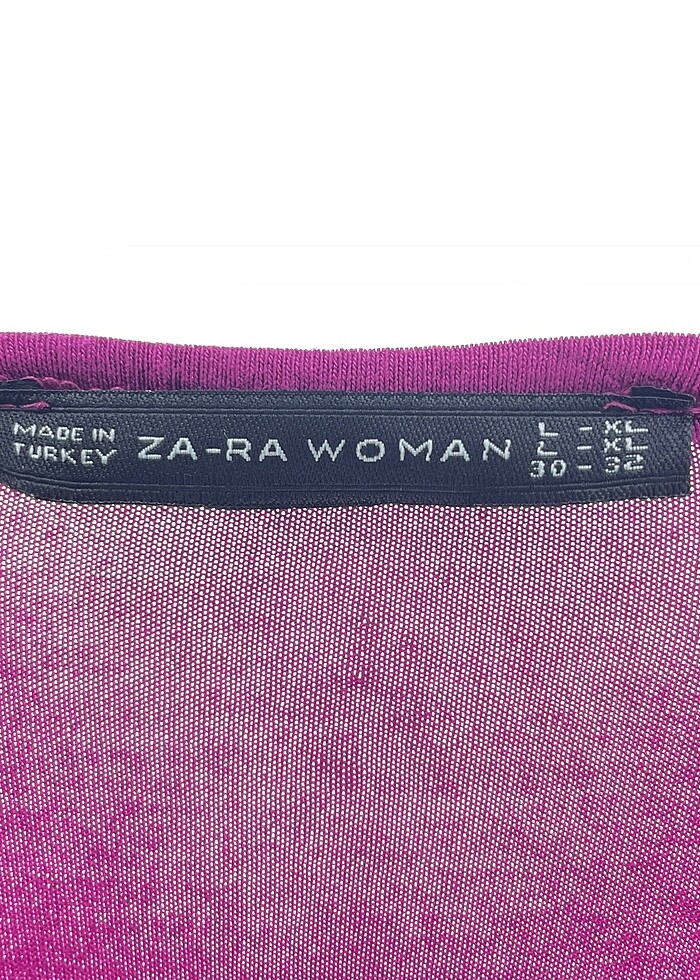 MADE IN
TURKEY
ZA-RA WOMAN
L - XL
L - XL
30 - 32